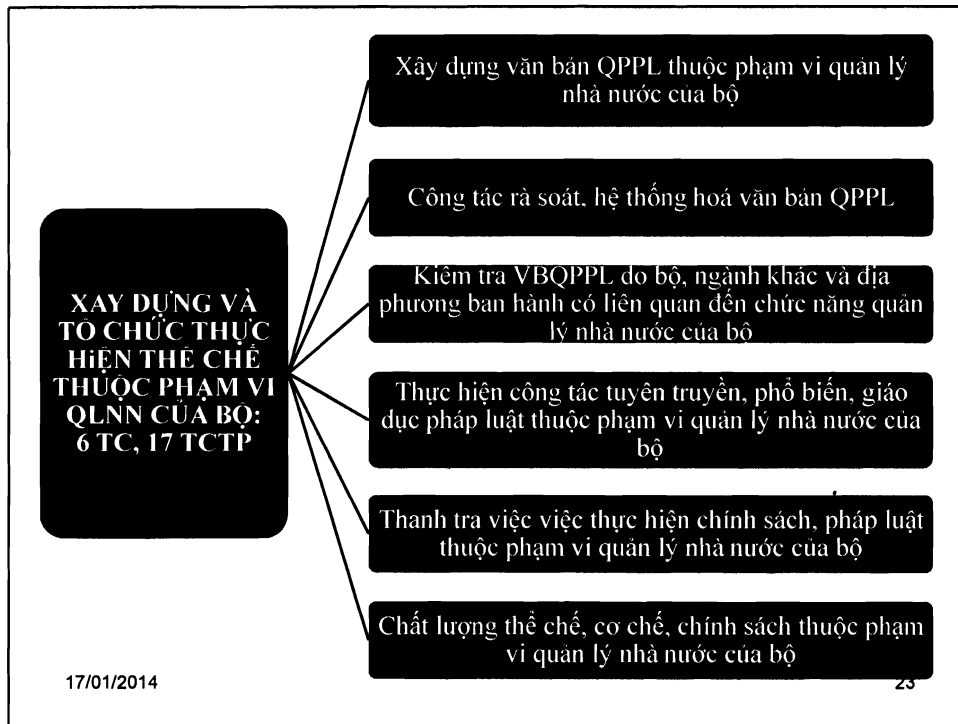 XÂY DỰNG VÀ
TỔ CHỨC THỰC
HIỆN THỂ CHẾ
THUỘC PHẠM VI
QLNN CỦA BỘ:
6 TC, 17 TCTP
Xây dựng văn bản QPPL thuộc phạm vi quản lý
nhà nước của bộ
Công tác rà soát, hệ thống hoá văn bản QPPL
Kiểm tra VBQPPL do bộ, ngành khác và địa
phương ban hành có liên quan đến chức năng quản
lý nhà nước của bộ
Thực hiện công tác tuyên truyền, phổ biến, giáo
dục pháp luật thuộc phạm vi quản lý nhà nước của
bộ
Thanh tra việc việc thực hiện chính sách, pháp luật
thuộc phạm vi quản lý nhà nước của bộ
Chất lượng thể chế, cơ chế, chính sách thuộc phạm
vi quản lý nhà nước của bộ
17/01/2014
23